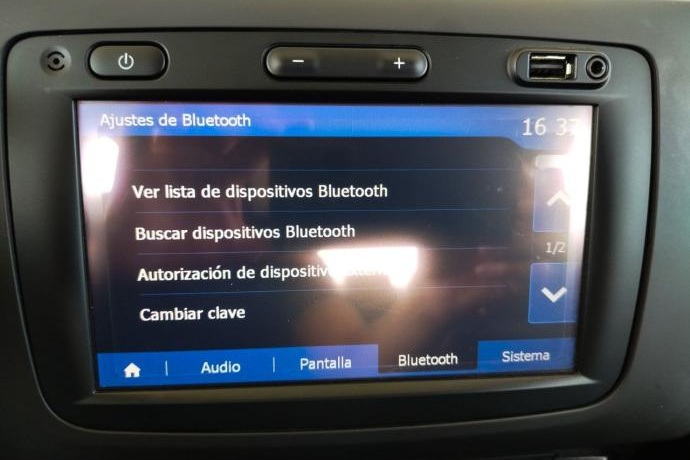 Ajustes de Bluetooth
16 37
Ver lista de dispositivos Bluetooth
Buscar dispositivos Bluetooth
1/2
Autorización de dispositivo
Cambiar clave
Audio
Pantalla
Bluetooth
Sistema